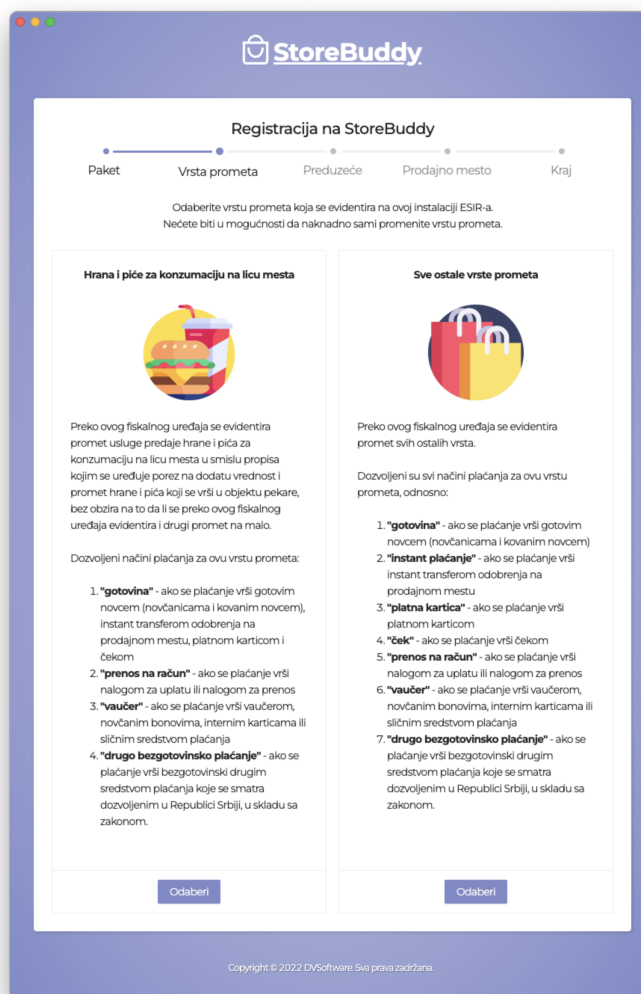 StoreBuddy
Registracija na StoreBuddy
Paket
Vrsta prometa
Preduzeće
Prodajno mesto
Kraj
Odaberite vrstu prometa koja se evidentira na ovoj instalaciji ESIR-a.
Nećete biti u mogućnosti da naknadno sami promenite vrstu prometa.
Hrana i piće za konzumaciju na licu mesta
Preko ovog fiskalnog uređaja se evidentira
promet usluge predaje hrane i pića za
konzumaciju na licu mesta u smislu propisa
kojim se uređuje porez na dodatu vrednost i
promet hrane i pića koji se vrši u objektu pekare,
bez obzira na to da li se preko ovog fiskalnog
uređaja evidentira i drugi promet na malo.
Dozvoljeni načini plaćanja za ovu vrstu prometa:
1. "gotovina" - ako se plaćanje vrši gotovim
novcem (novčanicama i kovanim novcem),
instant transferom odobrenja na
prodajnom mestu, platnom karticom i
čekom
2. "prenos na račun" - ako se plaćanje vrši
nalogom za uplatu ili nalogom za prenos
3. "vaučer" - ako se plaćanje vrši vaučerom,
novčanim bonovima, internim karticama ili
sličnim sredstvom plaćanja
4. "drugo bezgotovinsko plaćanje" - ako se
plaćanje vrši bezgotovinski drugim
sredstvom plaćanja koje se smatra
dozvoljenim u Republici Srbiji, u skladu sa
zakonom.
Odaberi
Sve ostale vrste prometa
Preko ovog fiskalnog uređaja se evidentira
promet svih ostalih vrsta.
Dozvoljeni su svi načini plaćanja za ovu vrstu
prometa, odnosno:
1. "gotovina" - ako se plaćanje vrši gotovim
novcem (novčanicama i kovanim novcem)
2. "instant plaćanje" - ako se plaćanje vrši
instant transferom odobrenja na
prodajnom mestu
3. "platna kartica" - ako se plaćanje vrši
platnom karticom
4. "ček" - ako se plaćanje vrši čekom
5. "prenos na račun" - ako se plaćanje vrši
nalogom za uplatu ili nalogom za prenos
6. "vaučer" - ako se plaćanje vrši vaučerom,
novčanim bonovima, internim karticama ili
sličnim sredstvom plaćanja
7. "drugo bezgotovinsko plaćanje" - ako se
plaćanje vrši bezgotovinski drugim
sredstvom plaćanja koje se smatra
dozvoljenim u Republici Srbiji, u skladu sa
zakonom.
Odaberi
Copyright © 2022 DVSoftware. Sva prava zadržana.